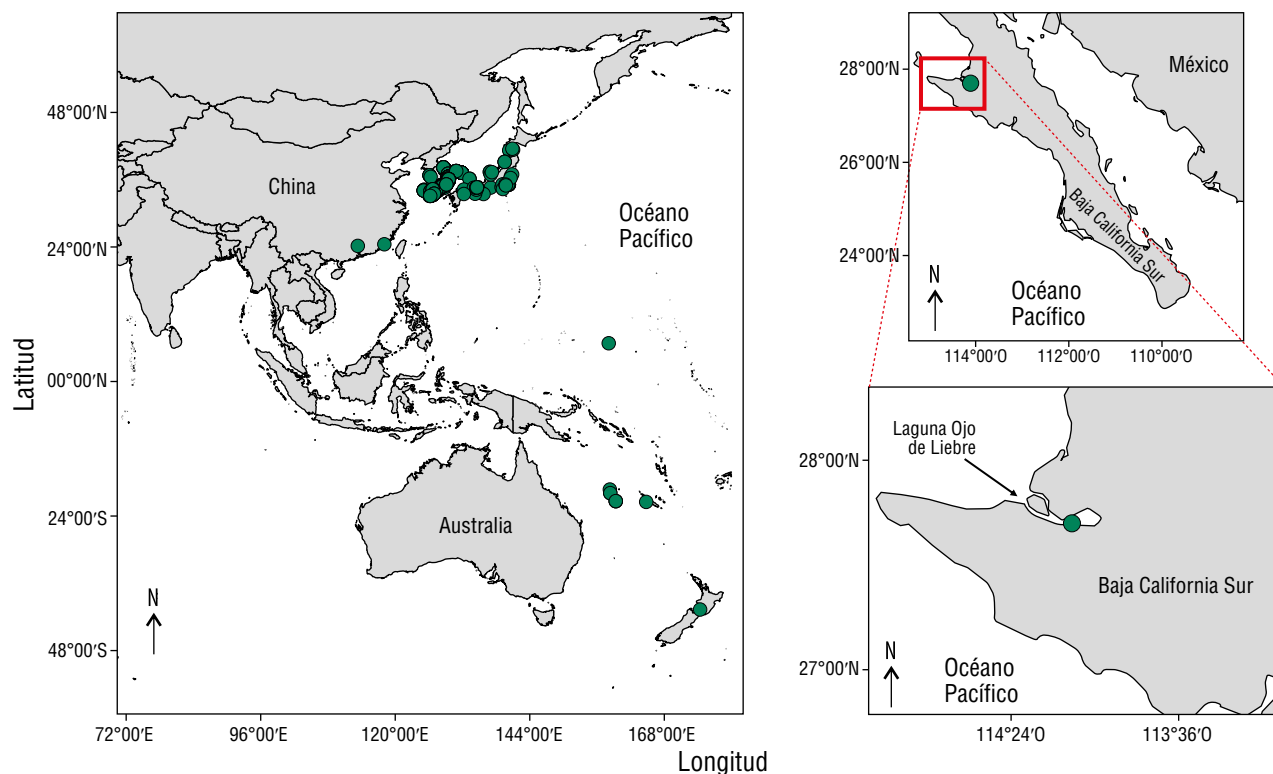 48°00′N
24°00′N
00°00′N
24°00′S
48°00′S
Latitud
China
Océano
Pacífico
Australia
N
72°00′E
96°00′E
120°00′E
144°00′E
168°00′E
Longitud
28°00′N
26°00′N
24°00′N
México
Baja California Sur
N
Océano
Pacífico
114°00′O
112°00′O
110°00′O
28°00′N
27°00′N
Laguna Ojo
de Liebre
Baja California Sur
N
Océano
Pacífico
114°24′O
113°36′O